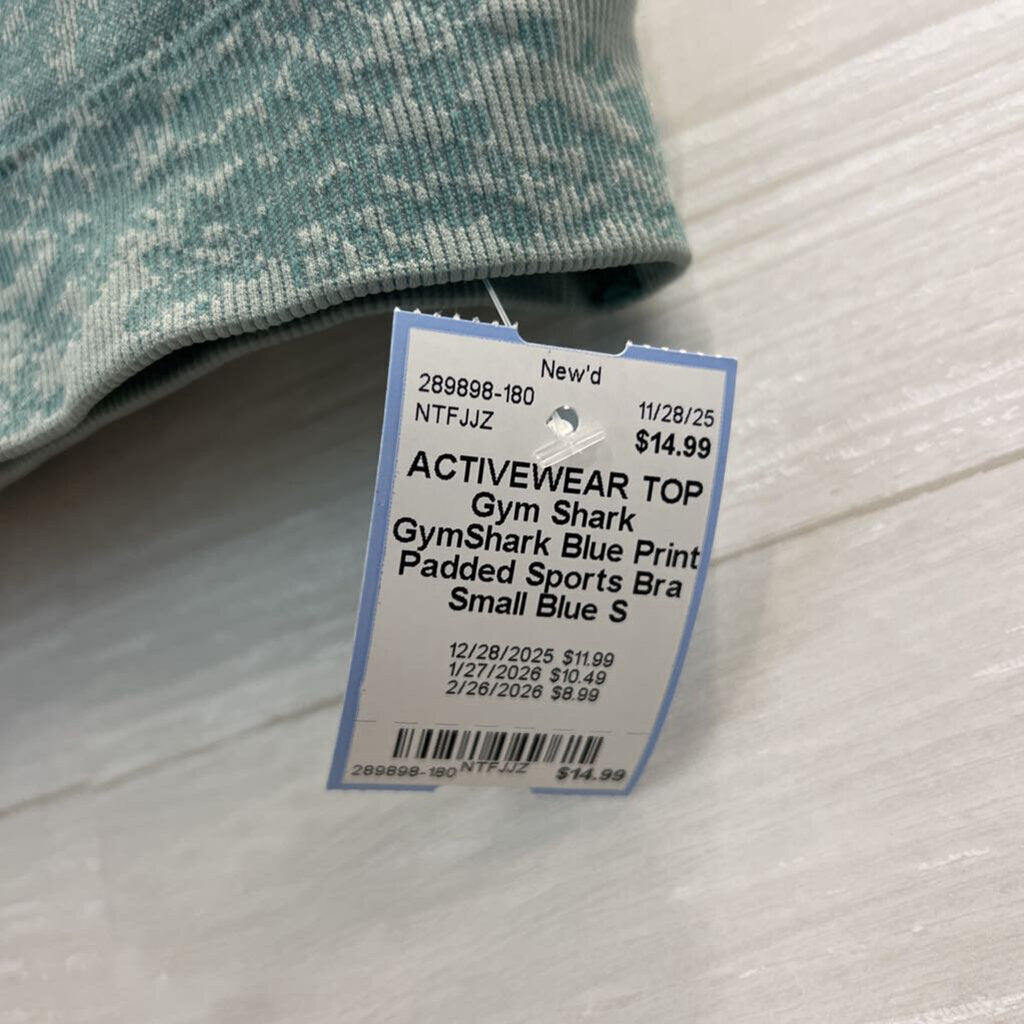 New'd
289898-180
NTFJJZ
11/28/25
$14.99
ACTIVEWEAR TOP
Gym Shark
GymShark Blue Print
Padded Sports Bra
Small Blue S
12/28/2025 $11.99
1/27/2026 $10.49
2/26/2026 $8.99
289898-180 NTFJJZ $14.99